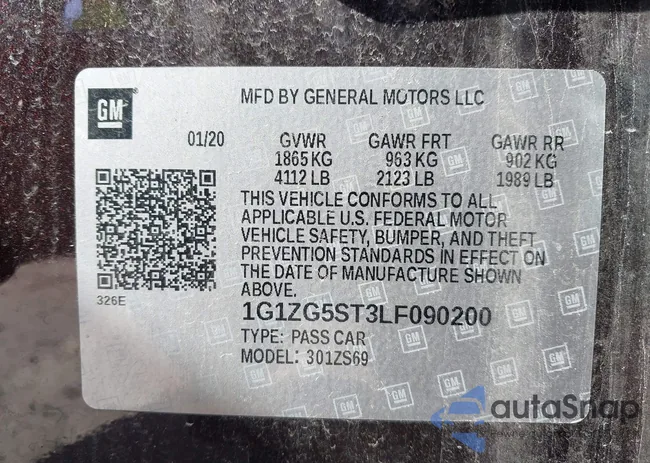 GM
MFD BY GENERAL MOTORS LLC
01/20 GVWR GAWR FRT GAWR RR
1865 KG 963 KG 902 KG
4112 LB 2123 LB 1989 LB
THIS VEHICLE CONFORMS TO ALL
APPLICABLE U.S. FEDERAL MOTOR
VEHICLE SAFETY, BUMPER, AND THEFT
PREVENTION STANDARDS IN EFFECT ON
THE DATE OF MANUFACTURE SHOWN
ABOVE.
326E
1G1ZG5ST3LF090200
TYPE: PASS CAR
MODEL: 301ZS69
autoSnap